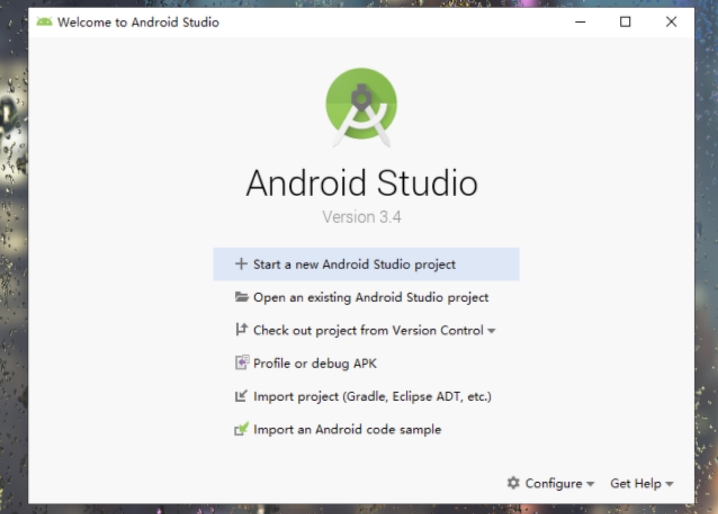 Welcome to Android Studio
Android Studio
Version 3.4
Start a new Android Studio project
Open an existing Android Studio project
Check out project from Version Control
Profile or debug APK
Import project (Gradle, Eclipse ADT, etc.)
Import an Android code sample
Configure Get Help